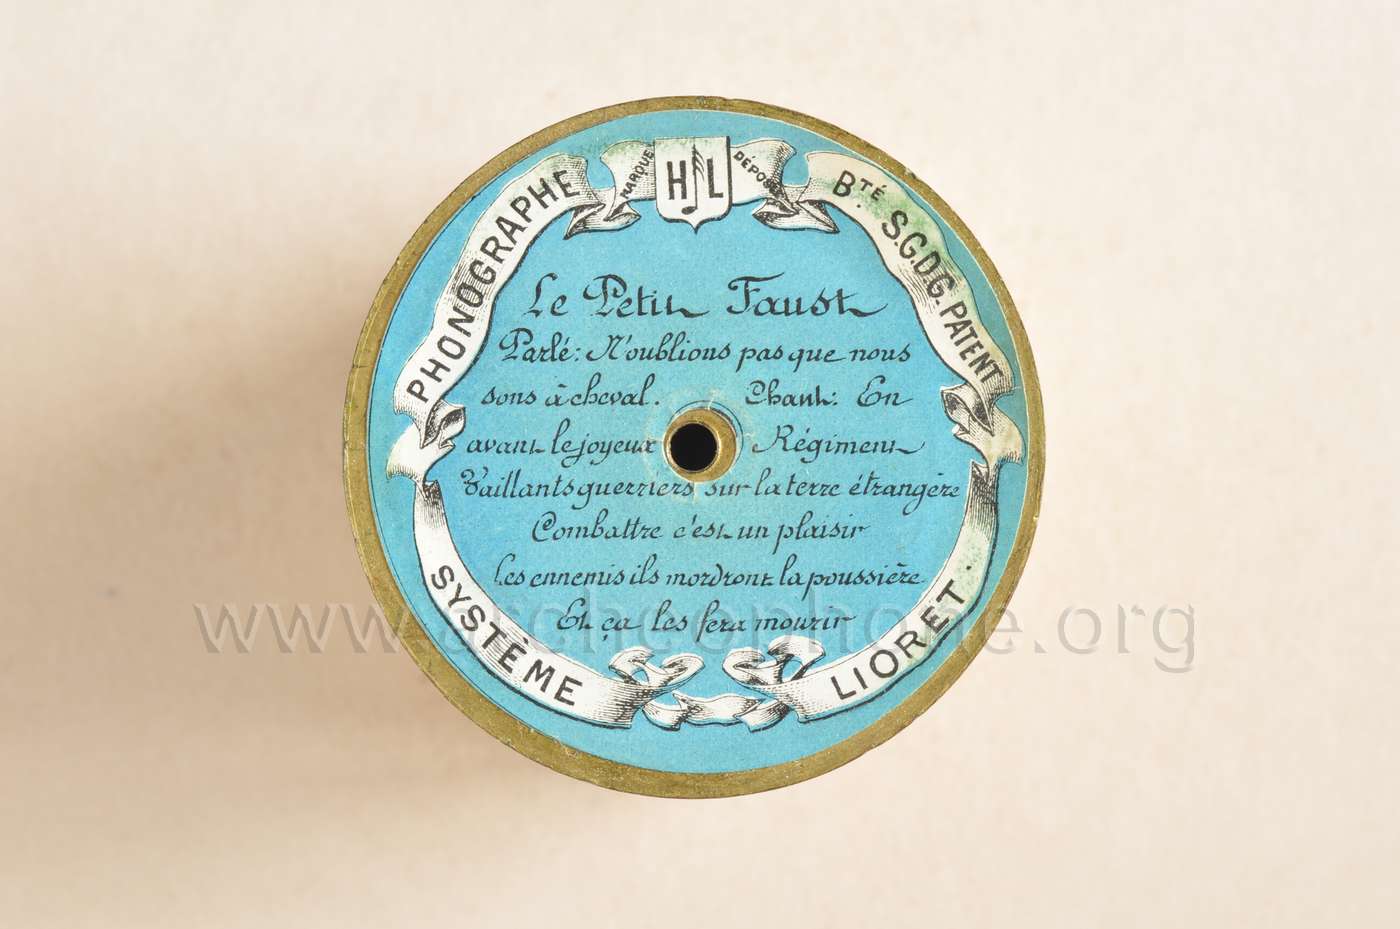 PHONOGRAPHE
MARQUE HL DÉPOSÉE
Bté S.G.D.G. PATENT
Le Petit Faust
Parlé: N'oublions pas que nous
sons à cheval. Chant: En
avant le joyeux Régiment
Vaillants guerriers sur la terre étrangère
Combattre c'est un plaisir
Les ennemis ils mordront la poussière
Et ça les fera mourir
SYSTÈME LIORET.
www.archeophone.org